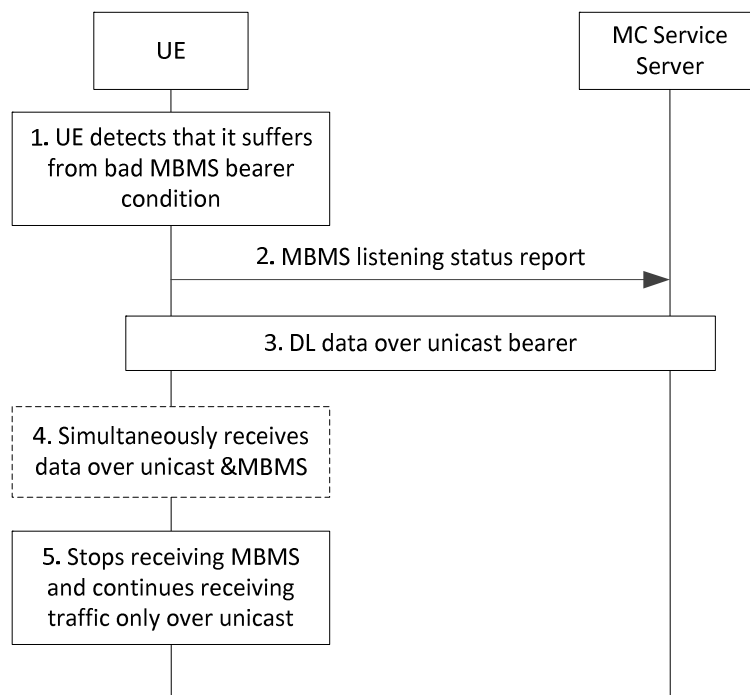 UE
MC Service
Server
1. UE detects that it suffers
from bad MBMS bearer
condition
2. MBMS listening status report
3. DL data over unicast bearer
4. Simultaneously receives
data over unicast &MBMS
5. Stops receiving MBMS
and continues receiving
traffic only over unicast